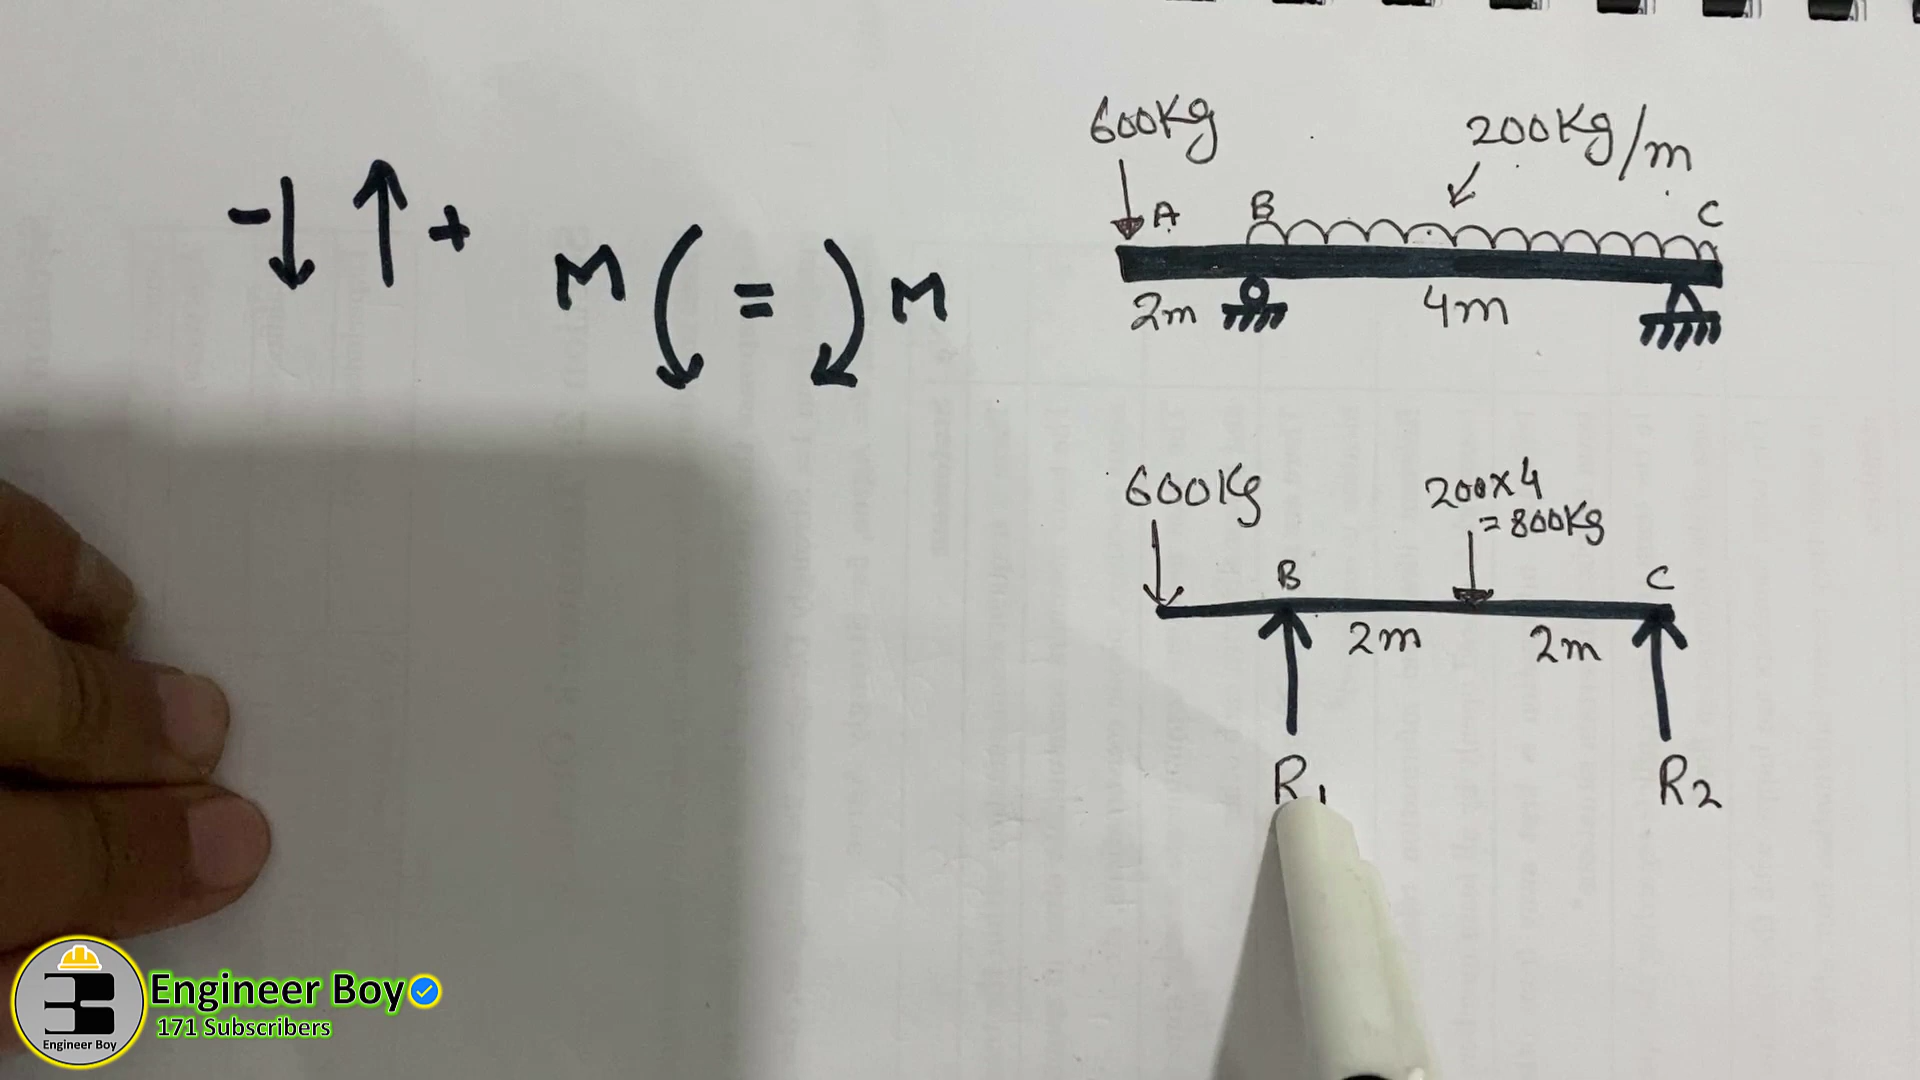 - +
M = M
600Kg
200Kg/m
A B C
2m 4m
600Kg
200x4
=800Kg
B C
2m 2m
R1 R2
Engineer Boy
171 Subscribers
Engineer Boy